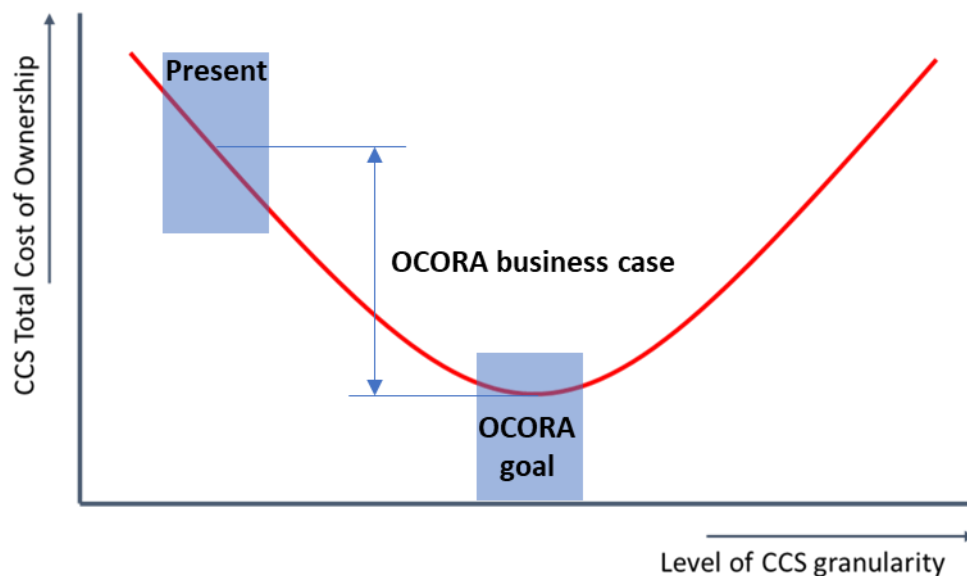 CCS Total Cost of Ownership
Present
OCORA business case
OCORA
goal
Level of CCS granularity